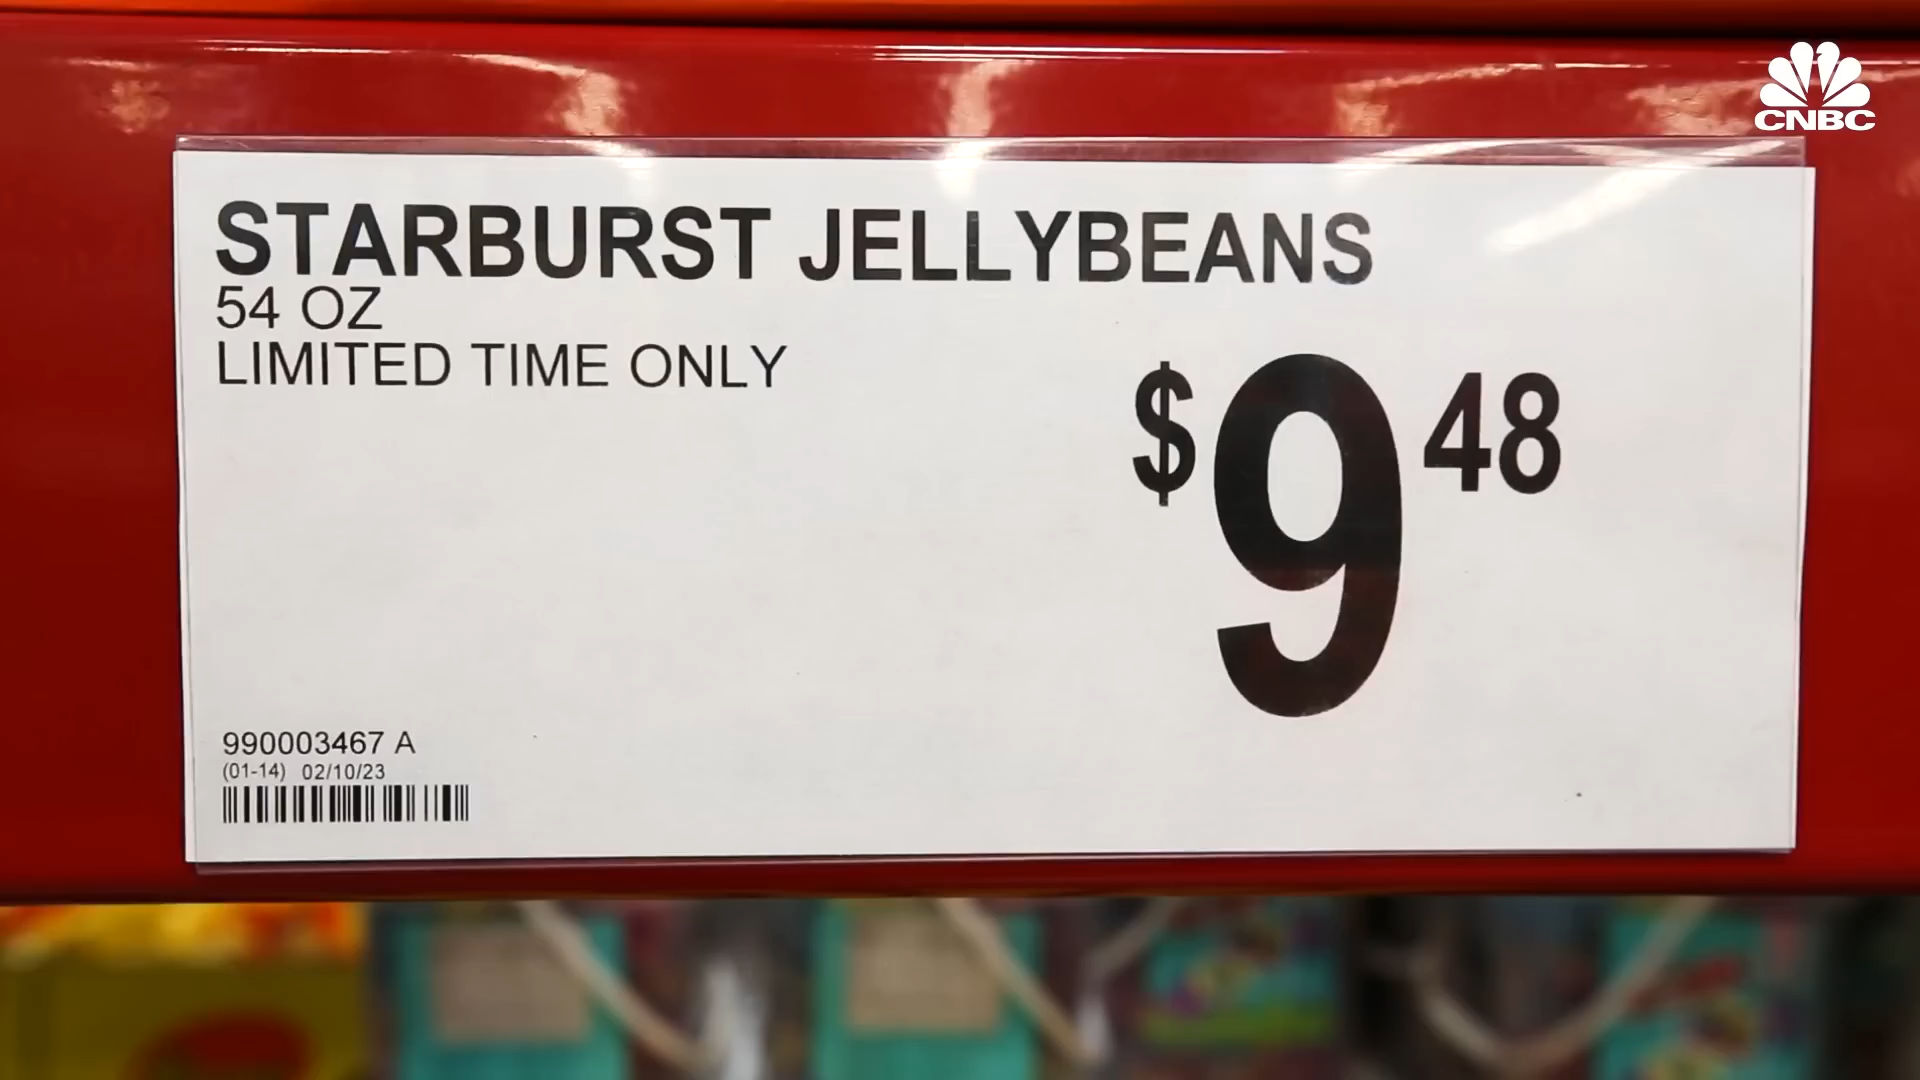 CNBC
STARBURST JELLYBEANS
54 OZ
LIMITED TIME ONLY
$9 48
990003467 A
(01-14) 02/10/23